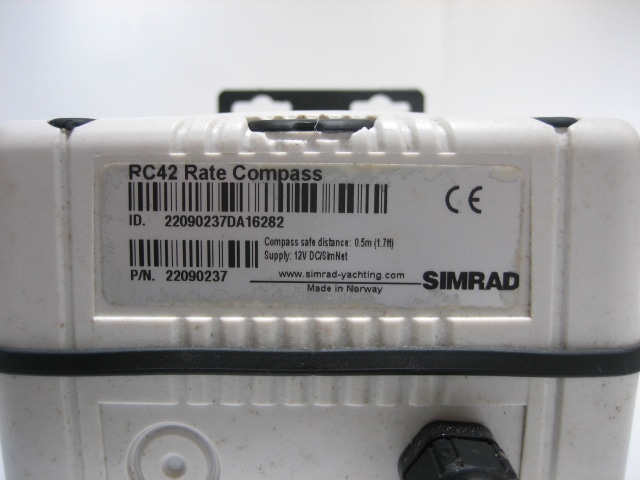 RC42 Rate Compass
CE
ID. 22090237DA16282
Compass safe distance: 0.5m (1.7ft)
Supply: 12V DC/SimNet
P/N. 22090237
www.simrad-yachting.com
SIMRAD
Made in Norway